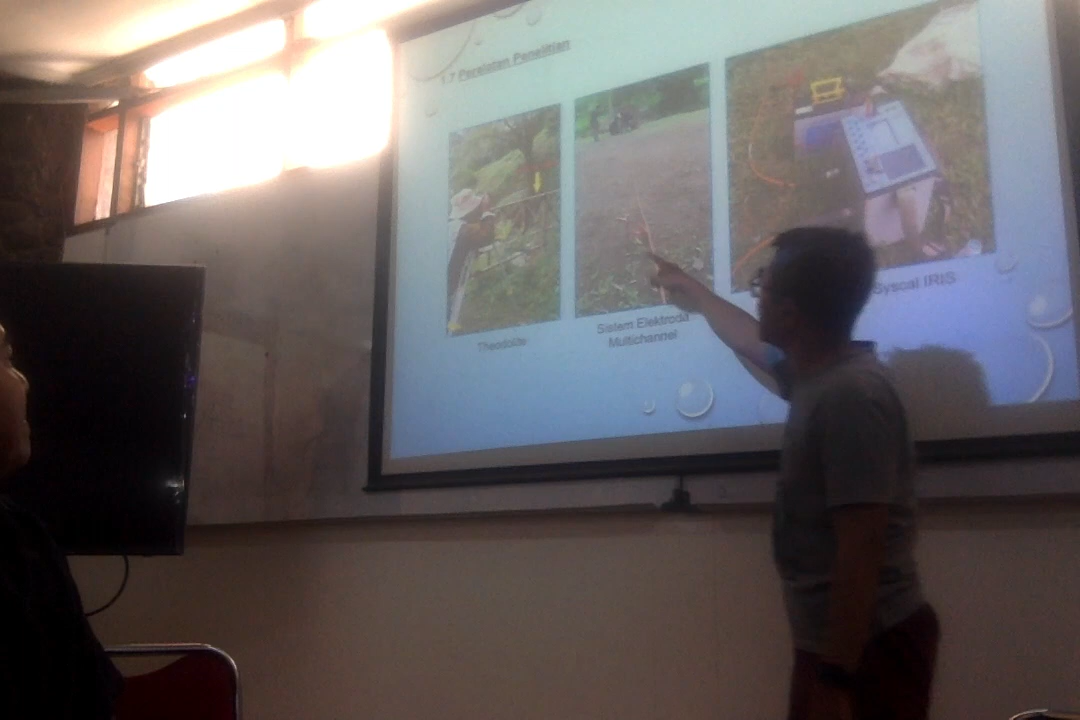 1.7 Peralatan Penelitian
Theodolite
Sistem Elektroda
Multichannel
Syscal IRIS